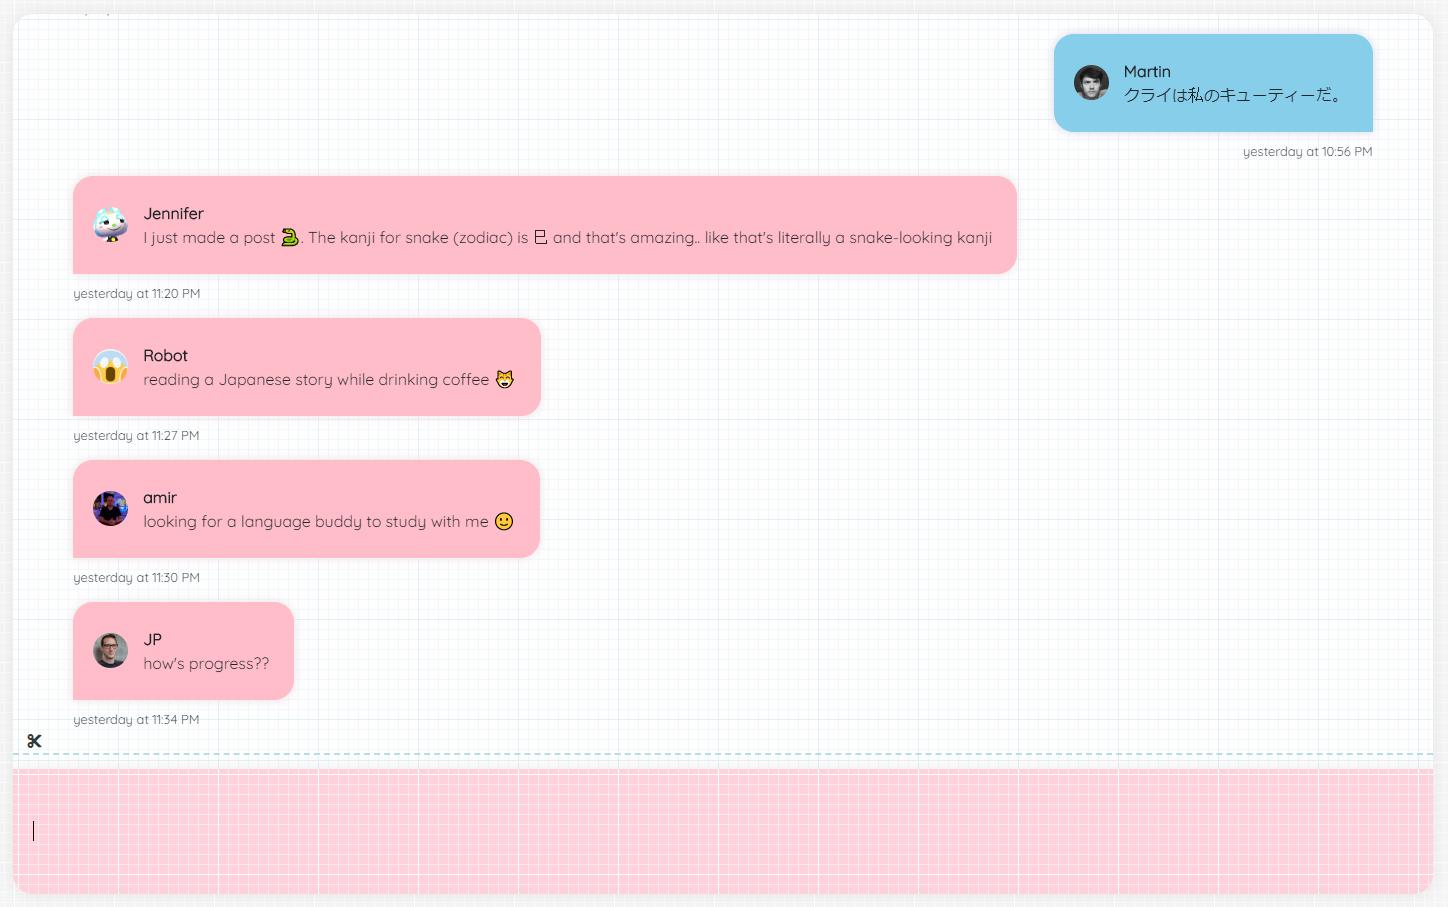 Martin
クライは私のキューティーだ。
yesterday at 10:56 PM
Jennifer
I just made a post 🐍. The kanji for snake (zodiac) is 巳 and that's amazing.. like that's literally a snake-looking kanji
yesterday at 11:20 PM
Robot
reading a Japanese story while drinking coffee 😸
yesterday at 11:27 PM
amir
looking for a language buddy to study with me 🙂
yesterday at 11:30 PM
JP
how's progress??
yesterday at 11:34 PM